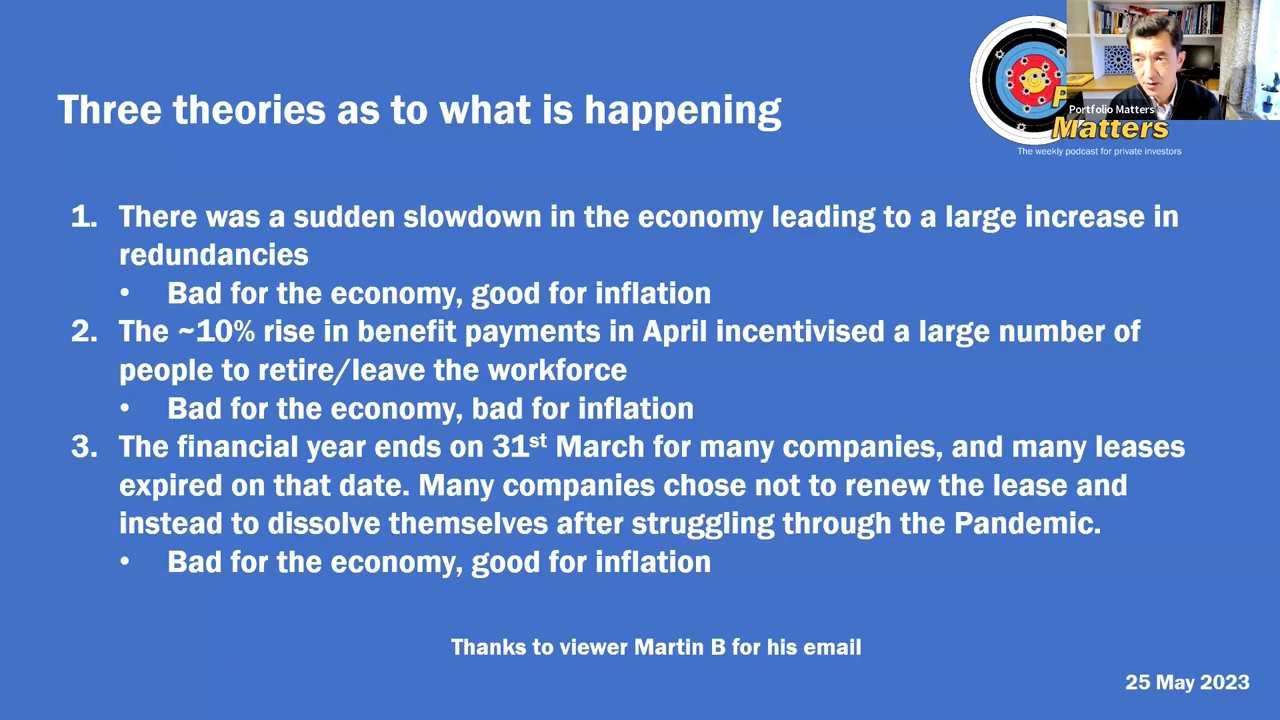 Three theories as to what is happening
Portfolio Matters
Matters
The weekly podcast for private investors
1. There was a sudden slowdown in the economy leading to a large increase in
redundancies
• Bad for the economy, good for inflation
2. The ~10% rise in benefit payments in April incentivised a large number of
people to retire/leave the workforce
• Bad for the economy, bad for inflation
3. The financial year ends on 31st March for many companies, and many leases
expired on that date. Many companies chose not to renew the lease and
instead to dissolve themselves after struggling through the Pandemic.
• Bad for the economy, good for inflation
Thanks to viewer Martin B for his email
25 May 2023